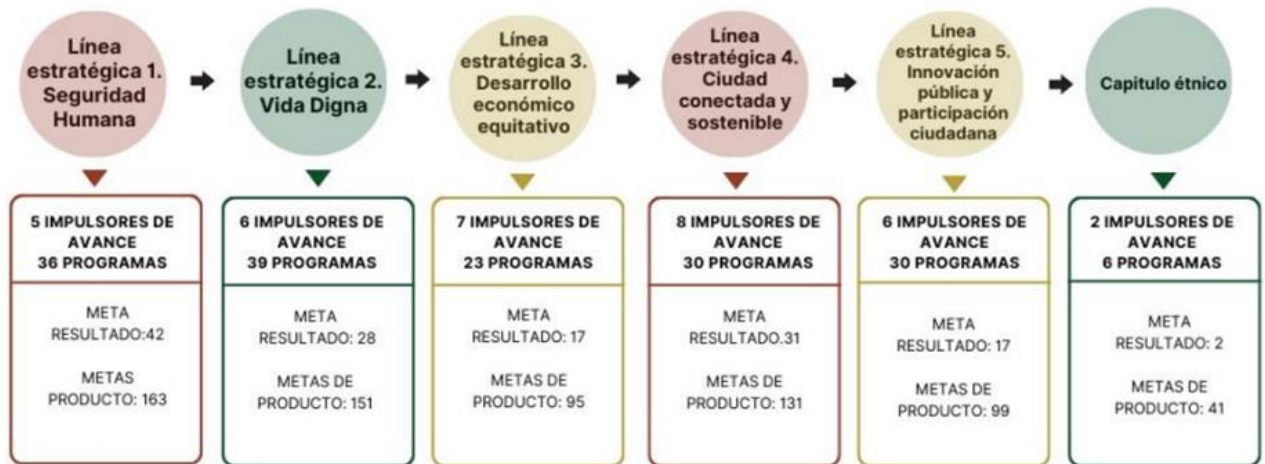 Línea
estratégica 1.
Seguridad
Humana
Línea
estratégica 2.
Vida Digna
Línea
estratégica 3.
Desarrollo
económico
equitativo
Línea
estratégica 4.
Ciudad
conectada y
sostenible
Línea
estratégica 5.
Innovación
pública y
participación
ciudadana
Capitulo étnico
5 IMPULSORES DE
AVANCE
36 PROGRAMAS
META
RESULTADO:42
METAS
PRODUCTO: 163
6 IMPULSORES DE
AVANCE
39 PROGRAMAS
META
RESULTADO: 28
METAS DE
PRODUCTO: 151
7 IMPULSORES DE
AVANCE
23 PROGRAMAS
META
RESULTADO: 17
METAS DE
PRODUCTO: 95
8 IMPULSORES DE
AVANCE
30 PROGRAMAS
META
RESULTADO.31
METAS DE
PRODUCTO: 131
6 IMPULSORES DE
AVANCE
30 PROGRAMAS
META
RESULTADO: 17
METAS DE
PRODUCTO: 99
2 IMPULSORES DE
AVANCE
6 PROGRAMAS
META
RESULTADO: 2
METAS DE
PRODUCTO: 41